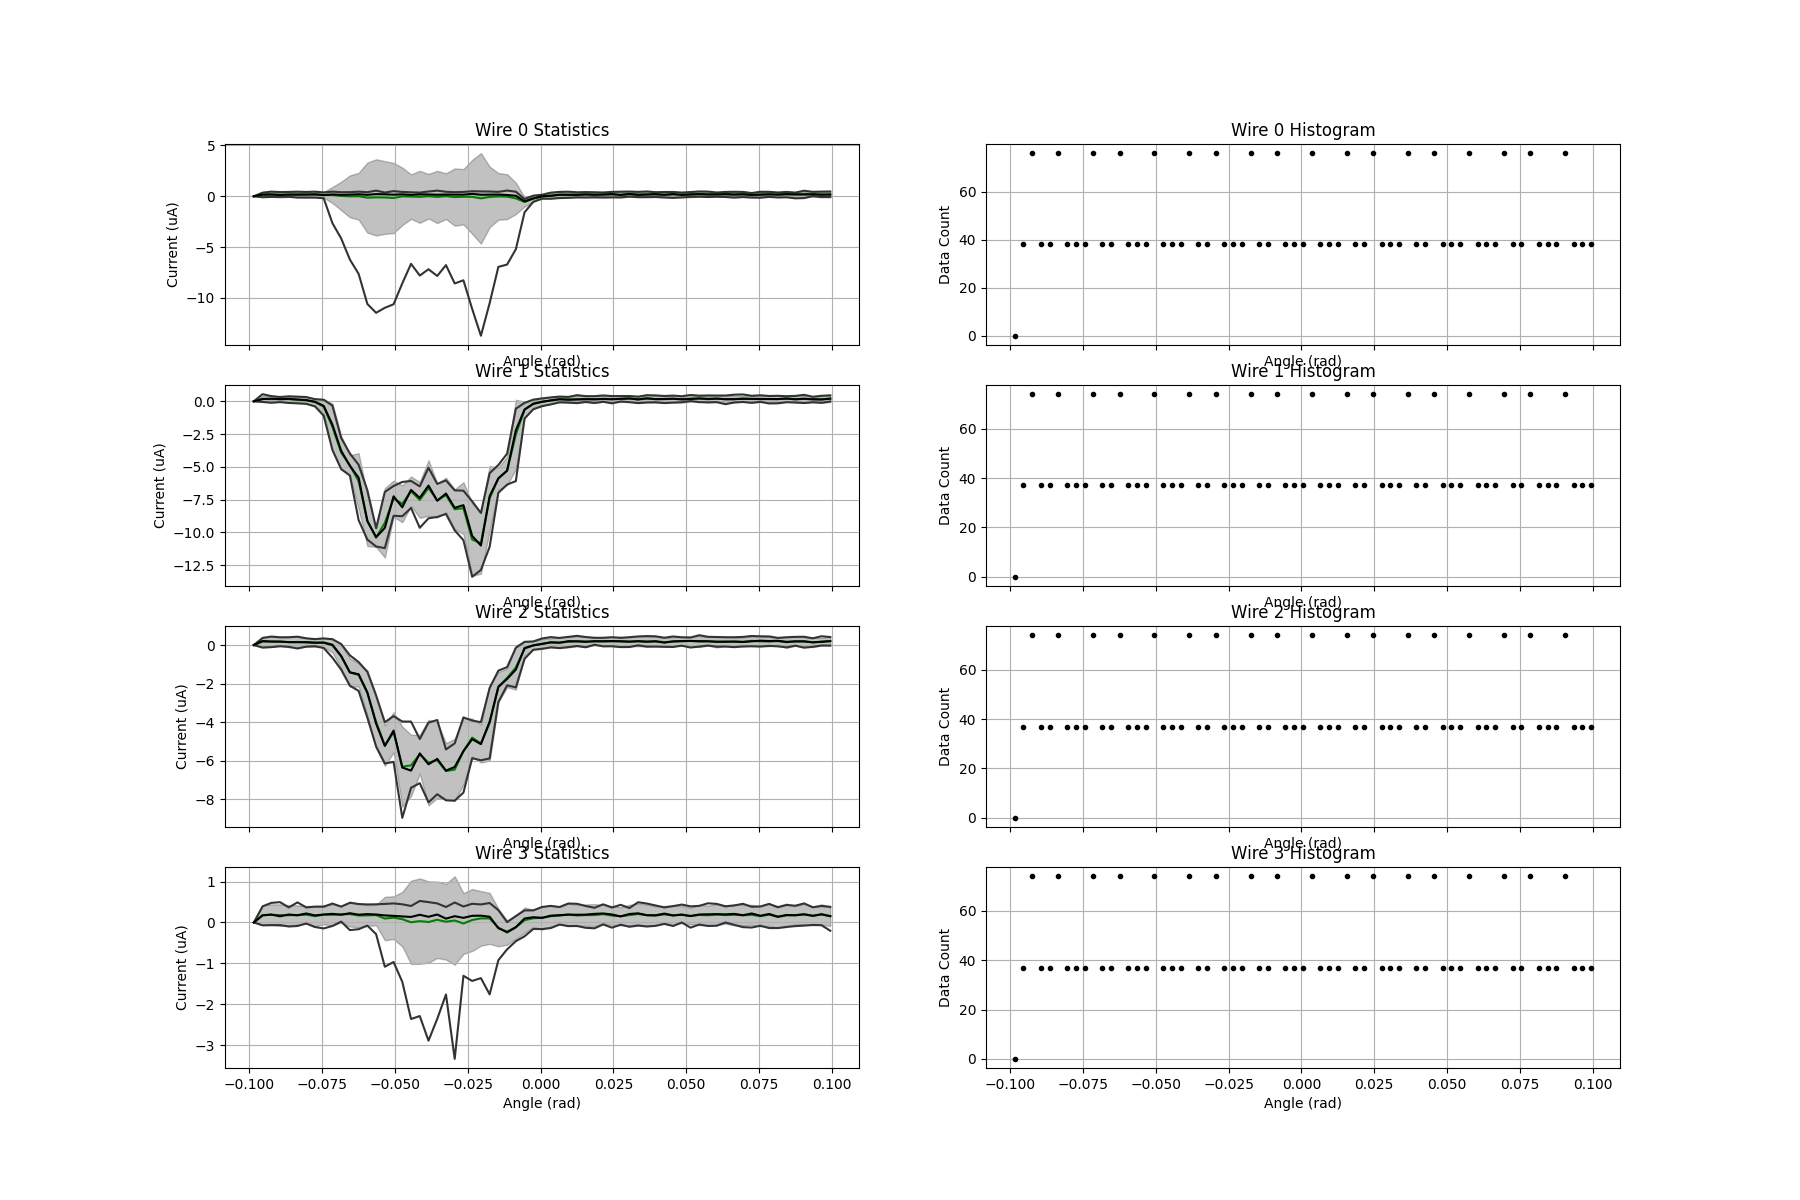 Wire 0 Statistics
5
0
−5
−10
Current (uA)
Angle (rad)
Wire 0 Histogram
60
40
20
0
Data Count
Angle (rad)
Wire 1 Statistics
0.0
−2.5
−5.0
−7.5
−10.0
−12.5
Current (uA)
Angle (rad)
Wire 1 Histogram
60
40
20
0
Data Count
Angle (rad)
Wire 2 Statistics
0
−2
−4
−6
−8
Current (uA)
Angle (rad)
Wire 2 Histogram
60
40
20
0
Data Count
Angle (rad)
Wire 3 Statistics
1
0
−1
−2
−3
Current (uA)
−0.100 −0.075 −0.050 −0.025 0.000 0.025 0.050 0.075 0.100
Angle (rad)
Wire 3 Histogram
60
40
20
0
Data Count
−0.100 −0.075 −0.050 −0.025 0.000 0.025 0.050 0.075 0.100
Angle (rad)